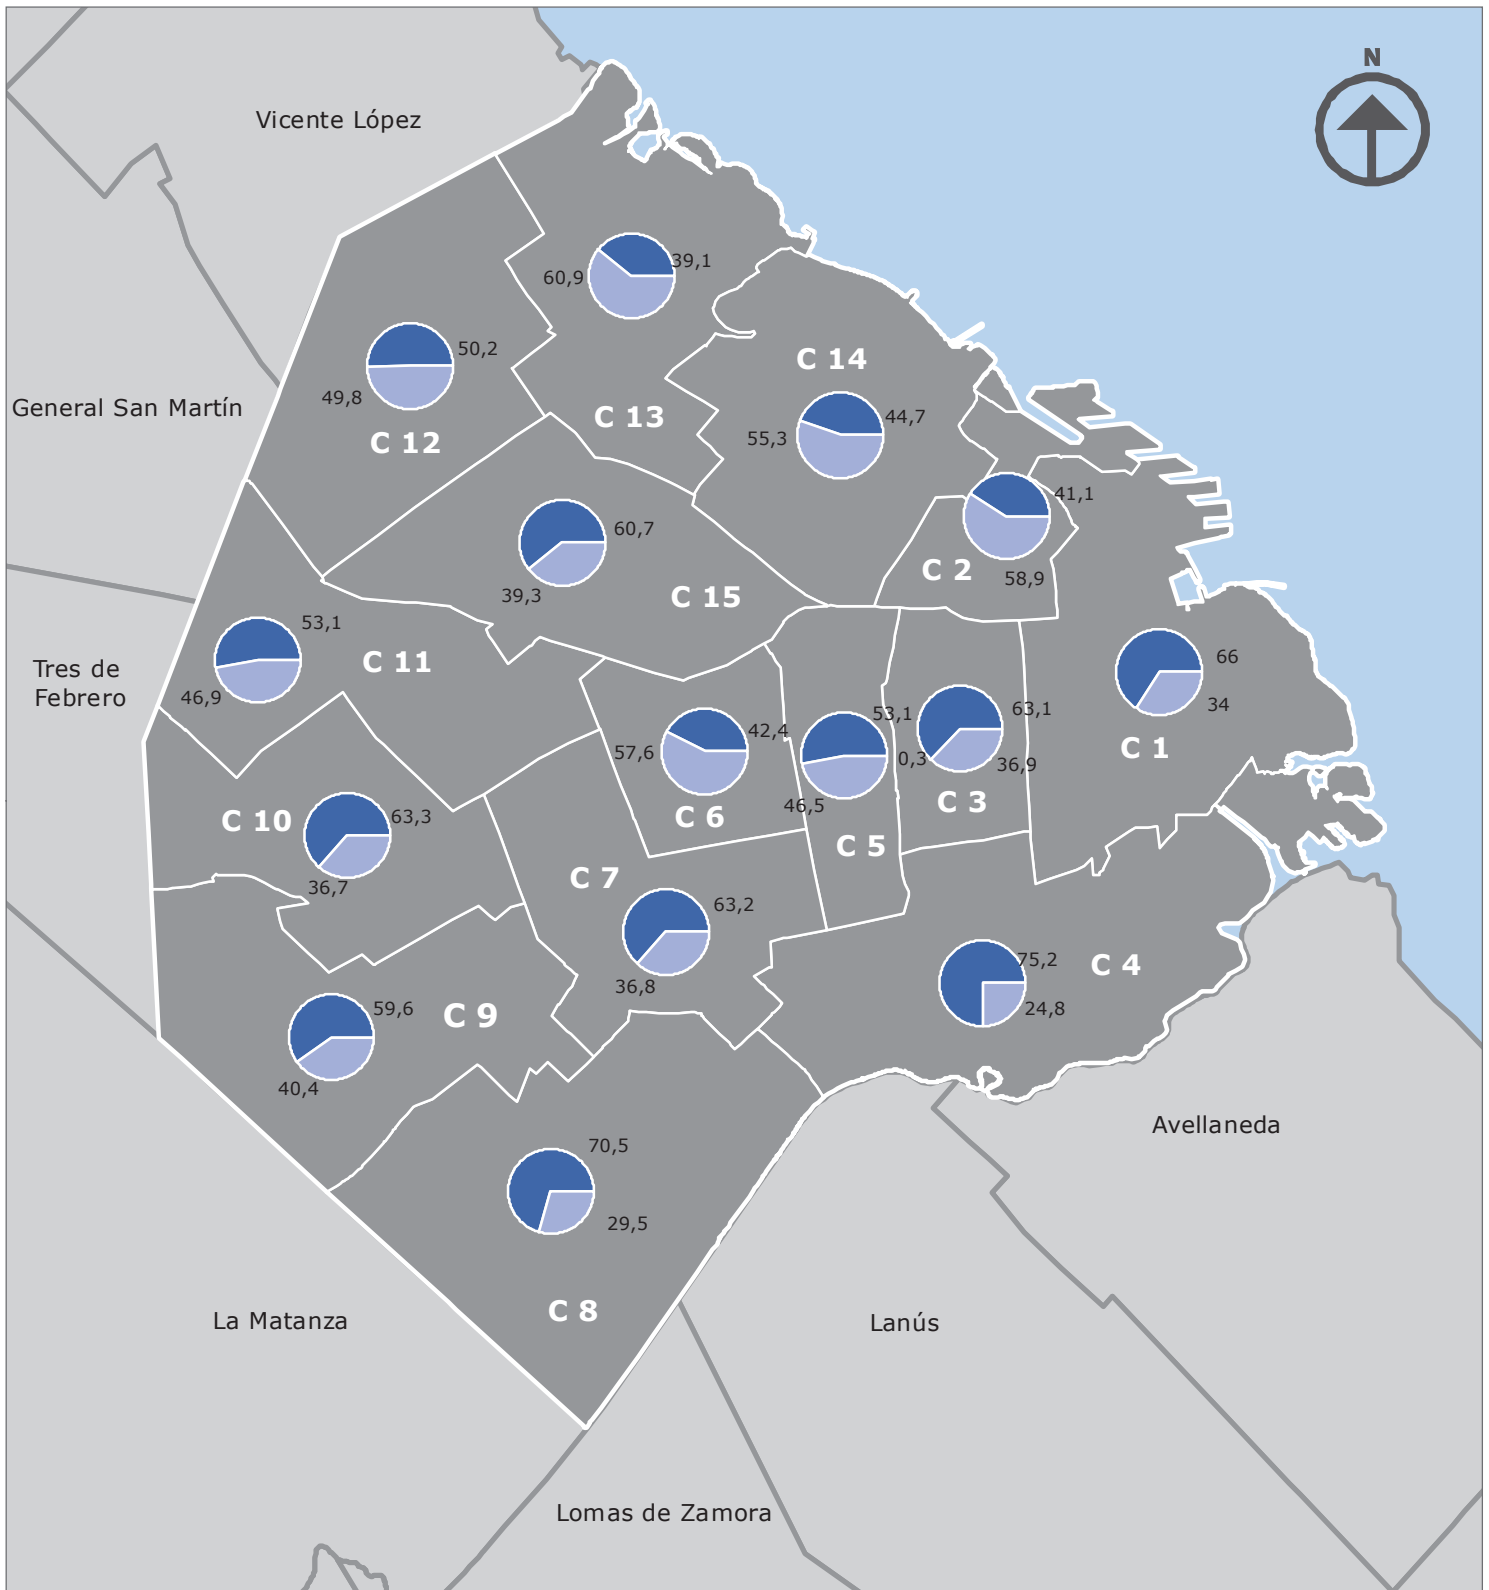 N
Vicente López
39,1
60,9
50,2
49,8
C 14
General San Martín
C 13
44,7
55,3
C 12
41,1
60,7
C 2
58,9
39,3
C 15
53,1
66
Tres de
Febrero
C 11
46,9
34
53,1
63,1
42,4
57,6
0,3
36,9
C 1
46,5
C 3
C 10
63,3
C 6
C 5
36,7
C 7
63,2
75,2
C 4
36,8
24,8
59,6
C 9
40,4
Avellaneda
70,5
29,5
C 8
La Matanza
Lanús
Lomas de Zamora